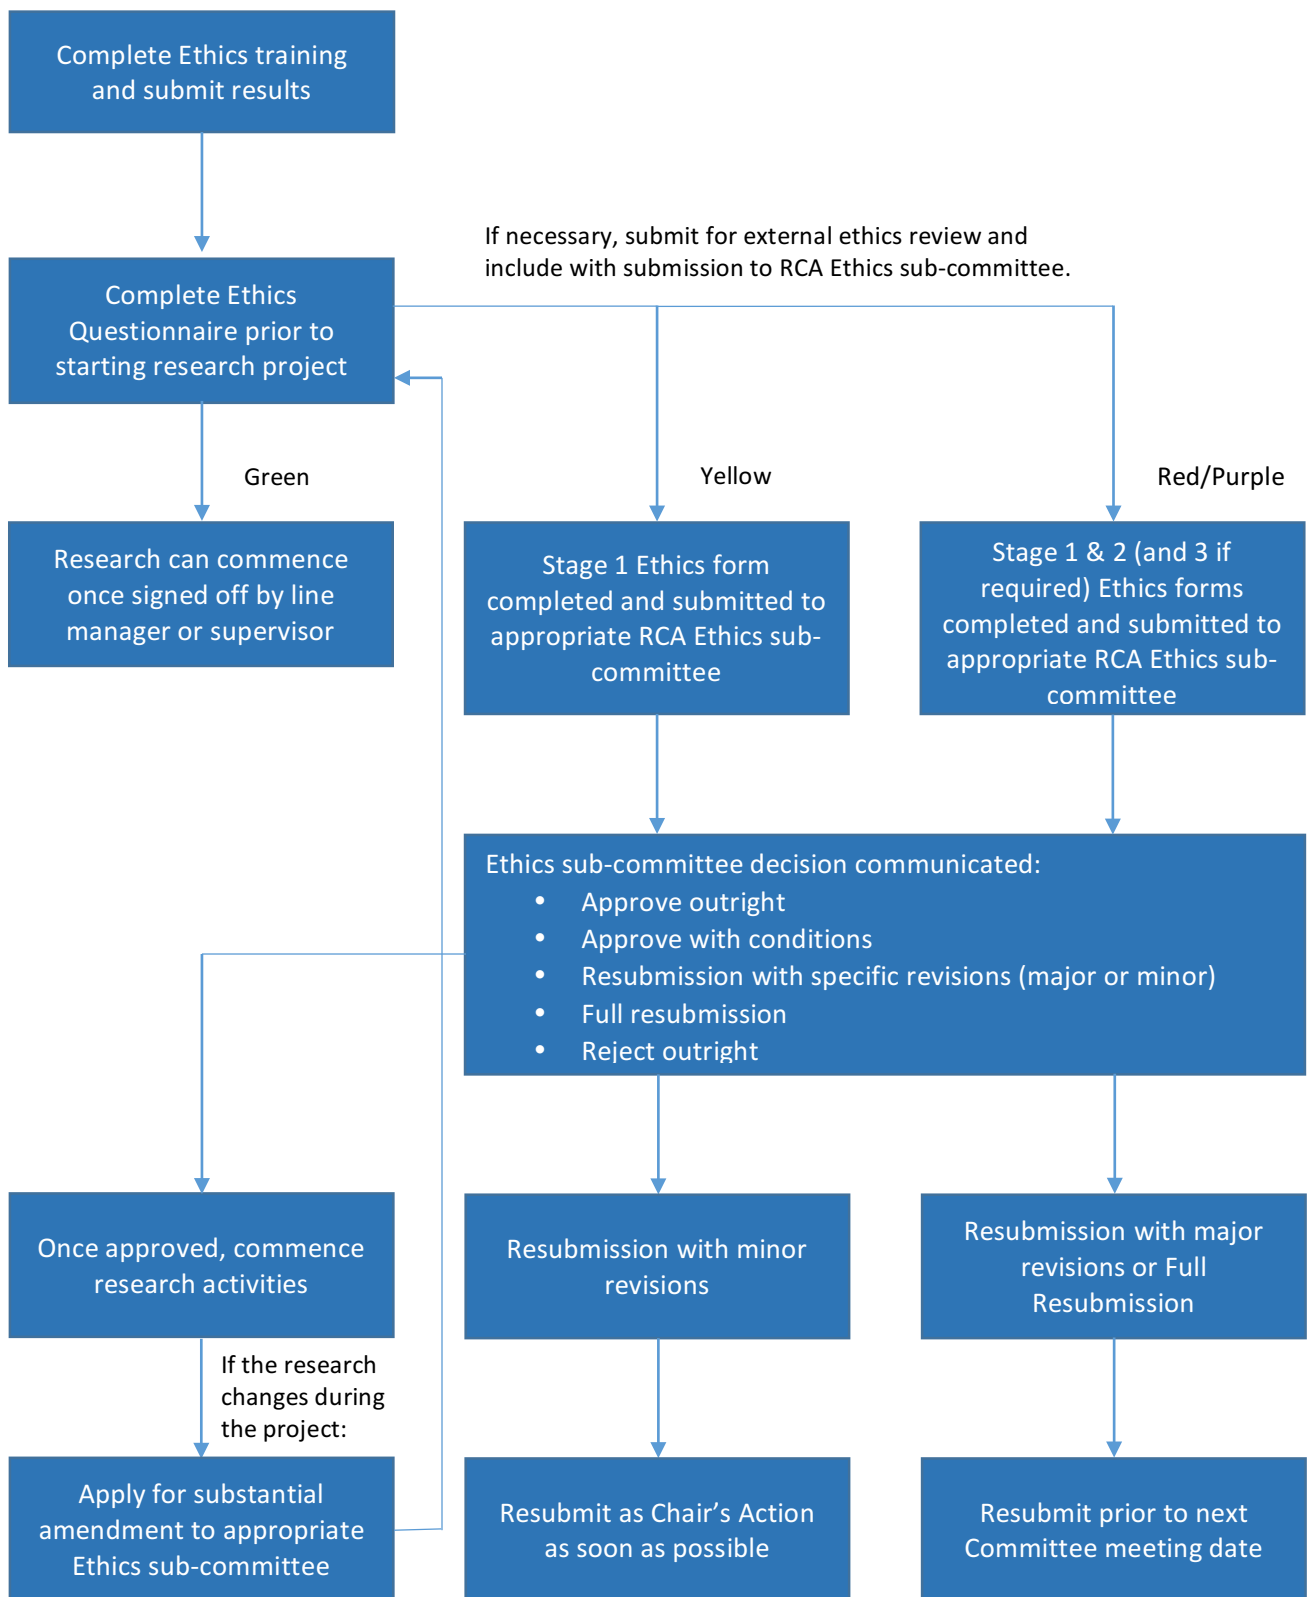 Complete Ethics training
and submit results
If necessary, submit for external ethics review and
include with submission to RCA Ethics sub-committee.
Complete Ethics
Questionnaire prior to
starting research project
Green
Yellow
Red/Purple
Research can commence
once signed off by line
manager or supervisor
Stage 1 Ethics form
completed and submitted to
appropriate RCA Ethics sub-
committee
Stage 1 & 2 (and 3 if
required) Ethics forms
completed and submitted to
appropriate RCA Ethics sub-
committee
Ethics sub-committee decision communicated:
• Approve outright
• Approve with conditions
• Resubmission with specific revisions (major or minor)
• Full resubmission
• Reject outright
Once approved, commence
research activities
Resubmission with minor
revisions
Resubmission with major
revisions or Full
Resubmission
If the research
changes during
the project:
Apply for substantial
amendment to appropriate
Ethics sub-committee
Resubmit as Chair’s Action
as soon as possible
Resubmit prior to next
Committee meeting date